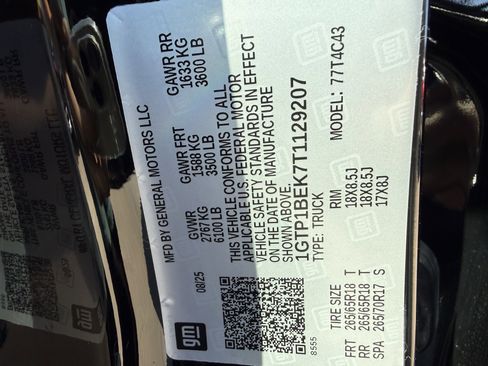 gm
MFD BY GENERAL MOTORS LLC
08/25
GVWR
2767 KG
6100 LB
GAWR FRT
1588 KG
3500 LB
GAWR RR
1633 KG
3600 LB
THIS VEHICLE CONFORMS TO ALL
APPLICABLE U.S. FEDERAL MOTOR
VEHICLE SAFETY STANDARDS IN EFFECT
ON THE DATE OF MANUFACTURE
SHOWN ABOVE.
1GTP1BEK7T1129207
TYPE: TRUCK
MODEL: 77T4C43
8555
TIRE SIZE RIM
FRT 265/65R18 T 18X8.5J
RR 265/65R18 T 18X8.5J
SPA 265/70R17 S 17X8J